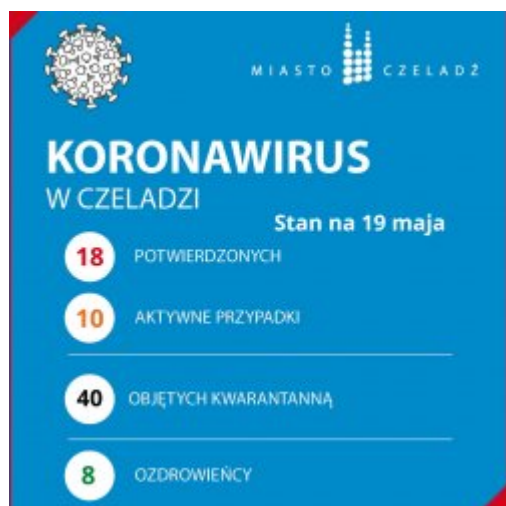 MIASTO CZELADŹ
KORONAWIRUS
W CZELADZI
Stan na 19 maja
18 POTWIERDZONYCH
10 AKTYWNE PRZYPADKI
40 OBJĘTYCH KWARANTANNĄ
8 OZDROWIEŃCY